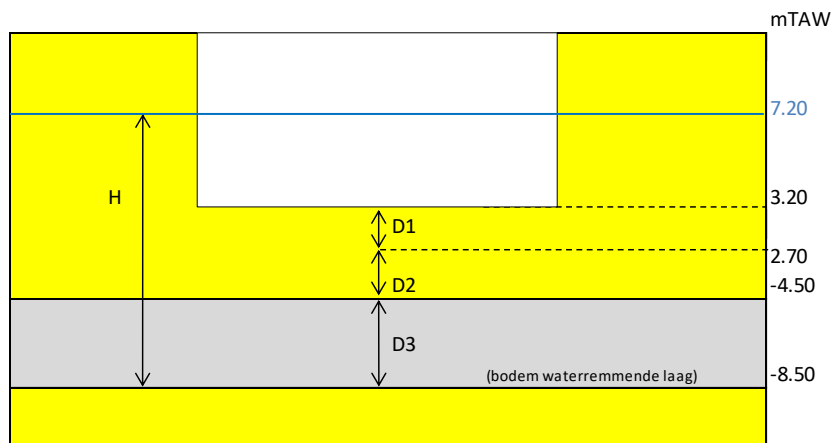 mTAW
7.20
H
3.20
D1
2.70
D2
-4.50
D3
(bodem waterremmende laag)
-8.50